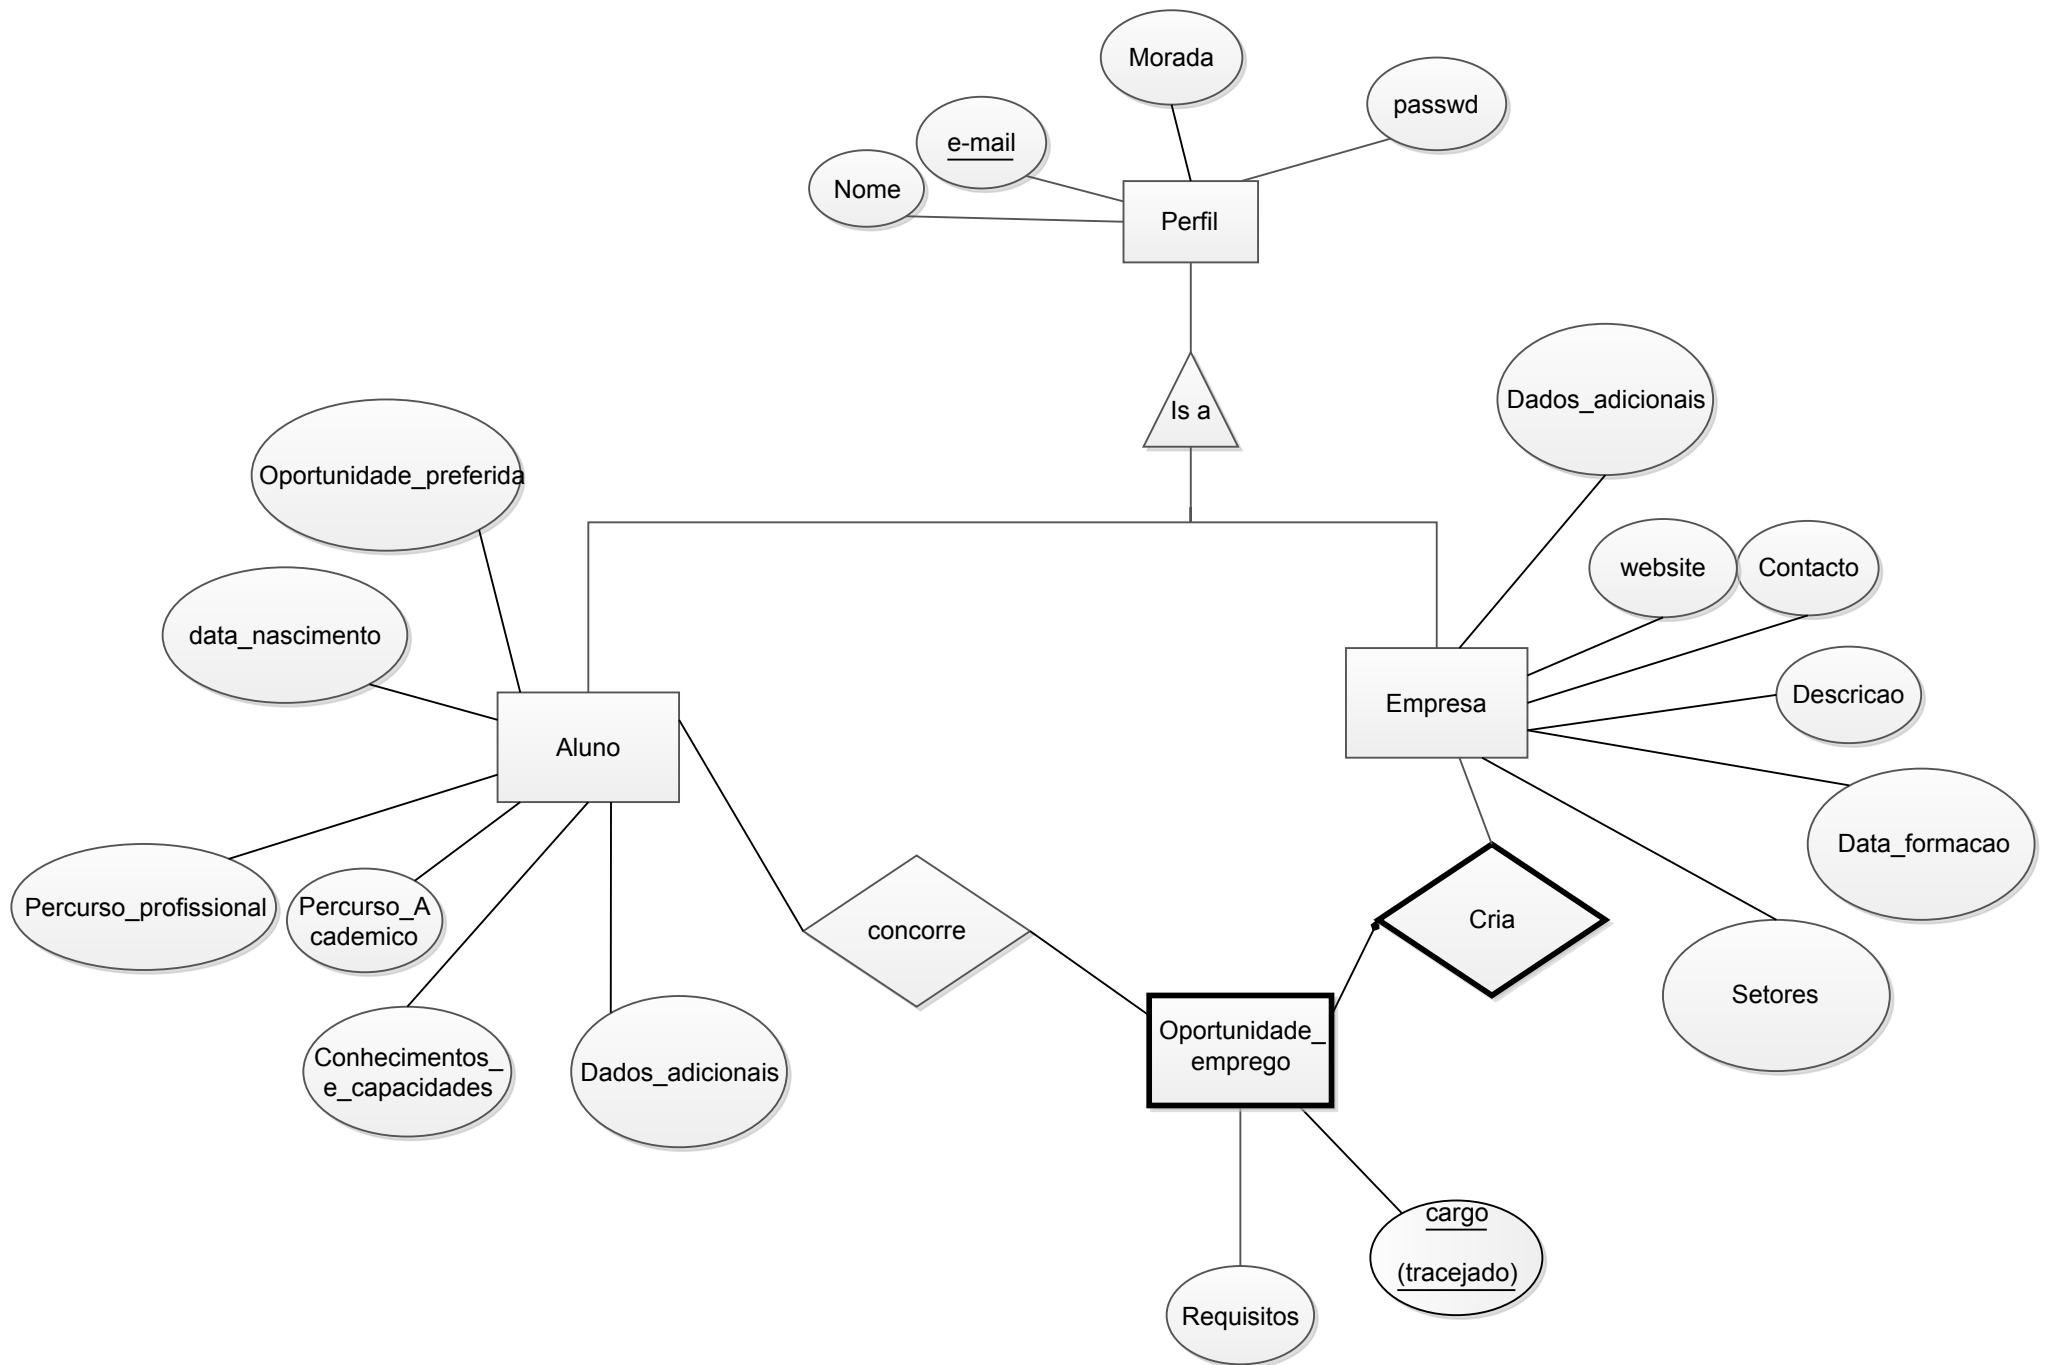 Morada
passwd
e-mail
Nome
Perfil
Is a
Dados_adicionais
Oportunidade_preferida
website
Contacto
data_nascimento
Descricao
Empresa
Aluno
Data_formacao
Percurso_profissional
Percurso_A
cademico
concorre
Cria
Setores
Oportunidade_
emprego
Conhecimentos_
e_capacidades
Dados_adicionais
cargo
(tracejado)
Requisitos